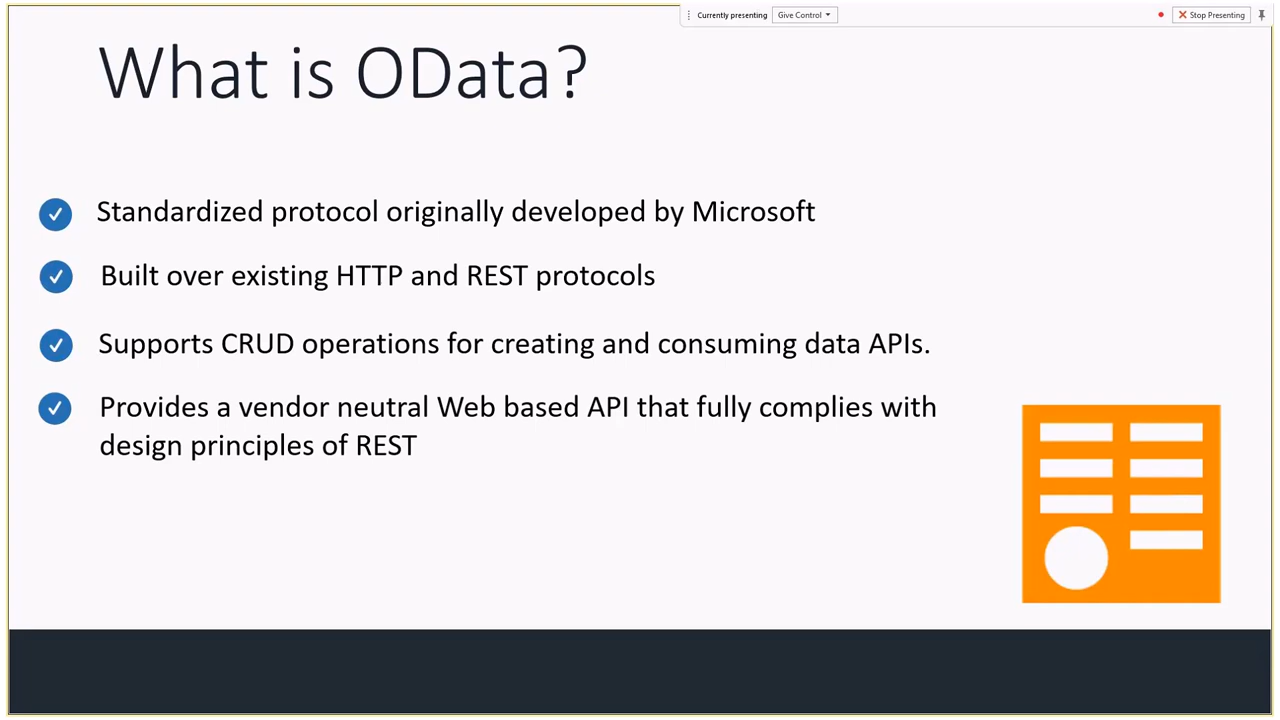 Currently presenting Give Control Stop Presenting
What is OData?
Standardized protocol originally developed by Microsoft
Built over existing HTTP and REST protocols
Supports CRUD operations for creating and consuming data APIs.
Provides a vendor neutral Web based API that fully complies with
design principles of REST